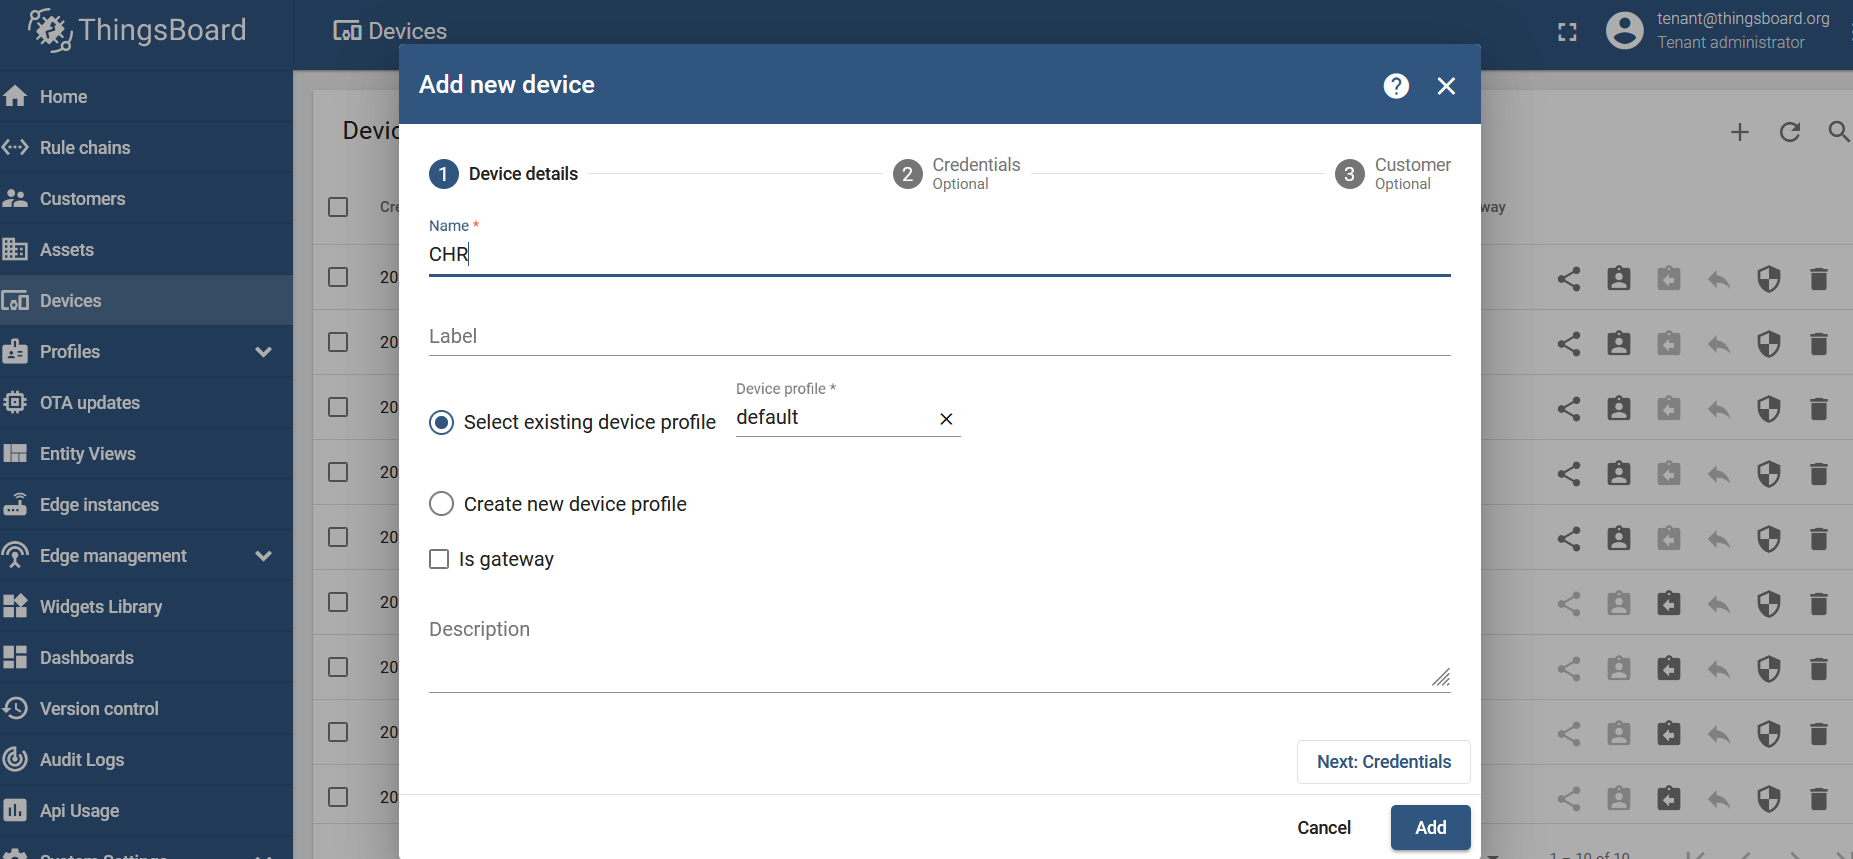 ThingsBoard
Devices
tenant@thingsboard.org
Tenant administrator
Home
Rule chains
Customers
Assets
Devices
Profiles
OTA updates
Entity Views
Edge instances
Edge management
Widgets Library
Dashboards
Version control
Audit Logs
Api Usage
Add new device
?
1 Device details
2 Credentials
Optional
3 Customer
Optional
Name *
CHR
Label
Select existing device profile
Device profile *
default
Create new device profile
Is gateway
Description
Next: Credentials
Cancel
Add
Devic
Cre
way
20
20
20
20
20
20
20
20
20
1 – 10 of 10